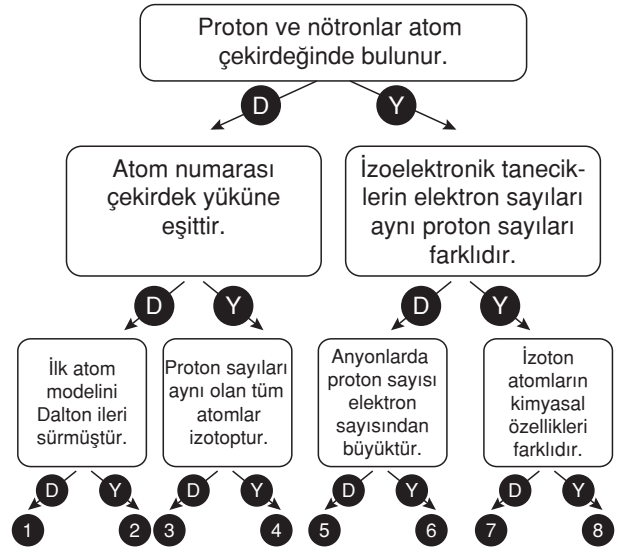 Proton ve nötronlar atom
çekirdeğinde bulunur.
D
Y
Atom numarası
çekirdek yüküne
eşittir.
İzoelektronik tanecik-
lerin elektron sayıları
aynı proton sayıları
farklıdır.
D
Y
D
Y
İlk atom
modelini
Dalton ileri
sürmüştür.
Proton sayıları
aynı olan tüm
atomlar
izotoptur.
Anyonlarda
proton sayısı
elektron
sayısından
büyüktür.
İzoton
atomların
kimyasal
özellikleri
farklıdır.
D
Y
D
Y
D
Y
D
Y
1
2
3
4
5
6
7
8